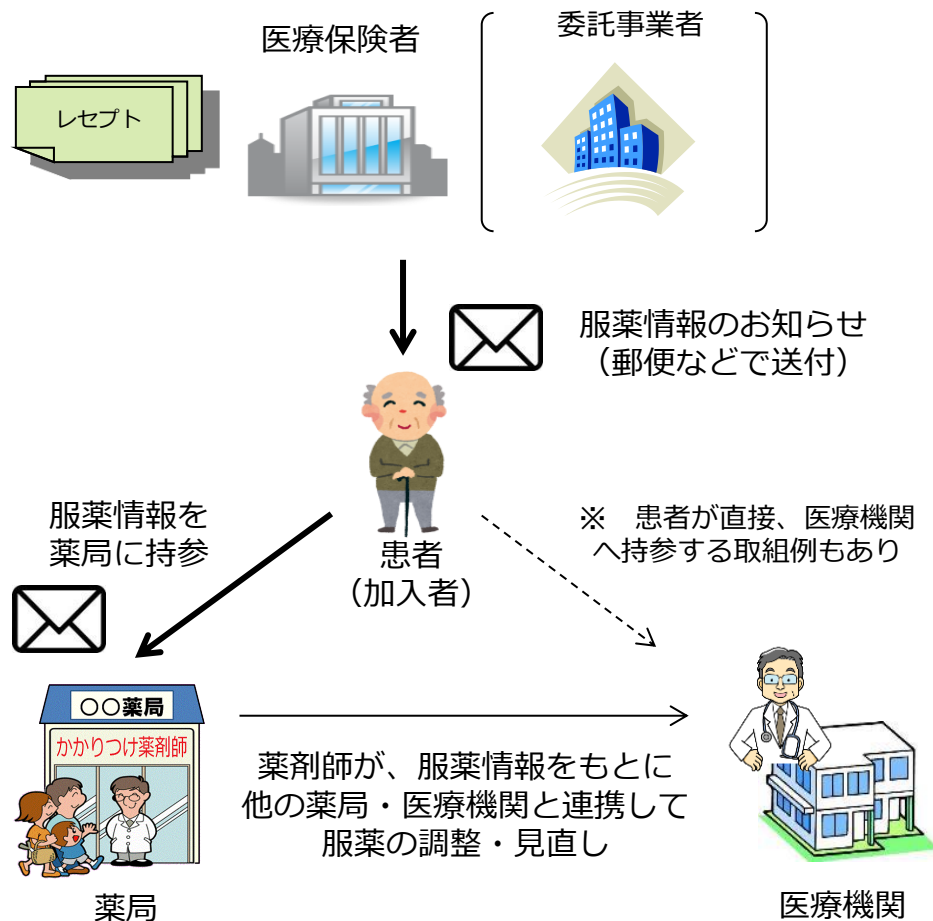 医療保険者
委託事業者
レセプト
服薬情報のお知らせ
（郵便などで送付）
服薬情報を
薬局に持参
※　患者が直接、医療機関
へ持参する取組例もあり
患者
（加入者）
〇〇薬局
かかりつけ薬剤師
薬剤師が、服薬情報をもとに
他の薬局・医療機関と連携して
服薬の調整・見直し
薬局
医療機関